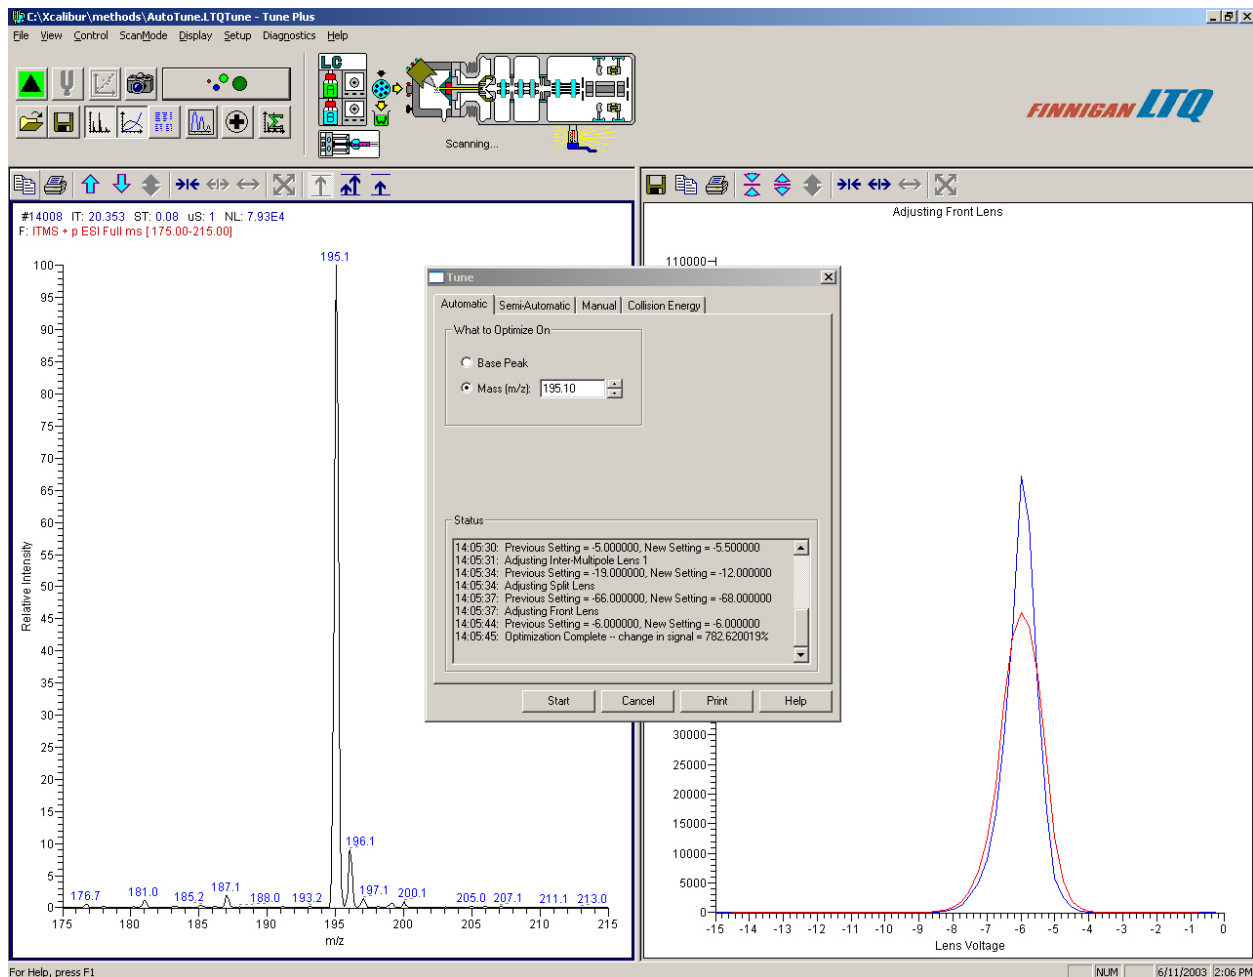 C:\Xcalibur\methods\AutoTune.LTQTune - Tune Plus
File View Control ScanMode Display Setup Diagnostics Help
LC
A
B
Scanning...
FINNIGAN LTQ
#14008 IT: 20.353 ST: 0.08 uS: 1 NL: 7.93E4
F: ITMS + p ESI Full ms [ 175.00-215.00]
195.1
100
95
90
85
80
75
70
65
60
55
50
45
40
35
30
25
20
15
10
5
0
Relative Intensity
196.1
176.7
181.0
185.2
187.1
188.0
193.2
197.1
200.1
205.0
207.1
211.1
213.0
175 180 185 190 195 200 205 210 215
m/z
Tune
Automatic Semi-Automatic Manual Collision Energy
What to Optimize On
Base Peak
Mass (m/z): 195.10
Status
14:05:30: Previous Setting = -5.000000, New Setting = -5.500000
14:05:31: Adjusting Inter-Multipole Lens 1
14:05:34: Previous Setting = -19.000000, New Setting = -12.000000
14:05:34: Adjusting Split Lens
14:05:37: Previous Setting = -66.000000, New Setting = -68.000000
14:05:37: Adjusting Front Lens
14:05:44: Previous Setting = -6.000000, New Setting = -6.000000
14:05:45: Optimization Complete -- change in signal = 782.620019%
Start Cancel Print Help
Adjusting Front Lens
110000
30000
25000
20000
15000
10000
5000
0
-15 -14 -13 -12 -11 -10 -9 -8 -7 -6 -5 -4 -3 -2 -1 0
Lens Voltage
For Help, press F1
NUM 6/11/2003 2:06 PM